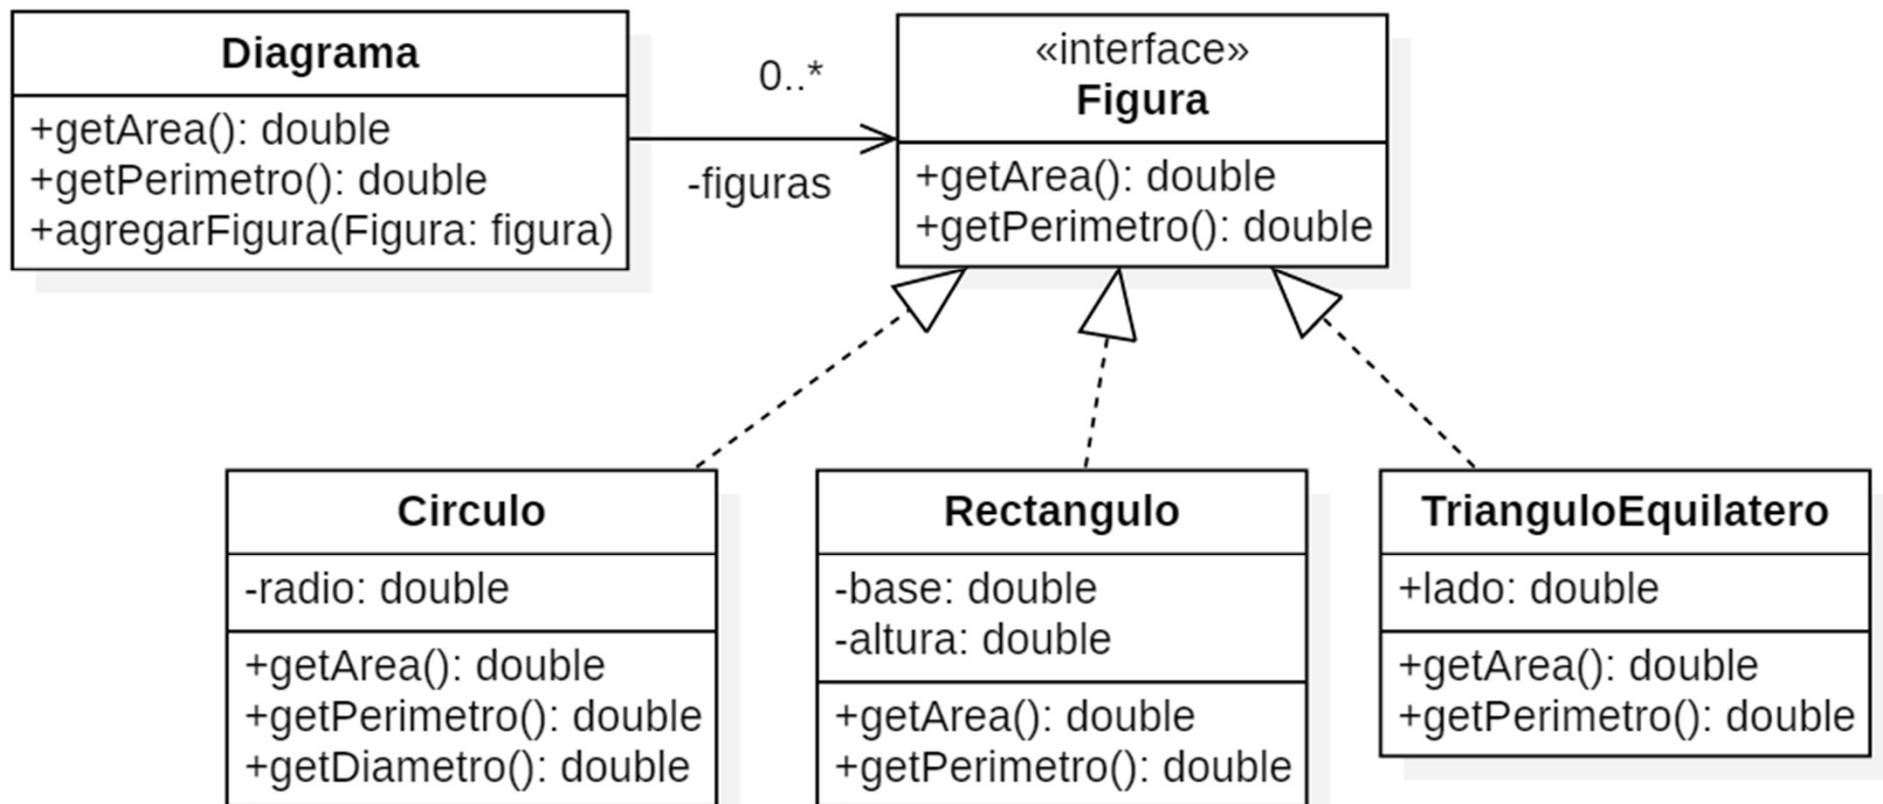 Diagrama
+getArea(): double
+getPerimetro(): double
+agregarFigura(Figura: figura)
0..*
-figuras
«interface»
Figura
+getArea(): double
+getPerimetro(): double
Circulo
-radio: double
+getArea(): double
+getPerimetro(): double
+getDiametro(): double
Rectangulo
-base: double
-altura: double
+getArea(): double
+getPerimetro(): double
TrianguloEquilatero
+lado: double
+getArea(): double
+getPerimetro(): double